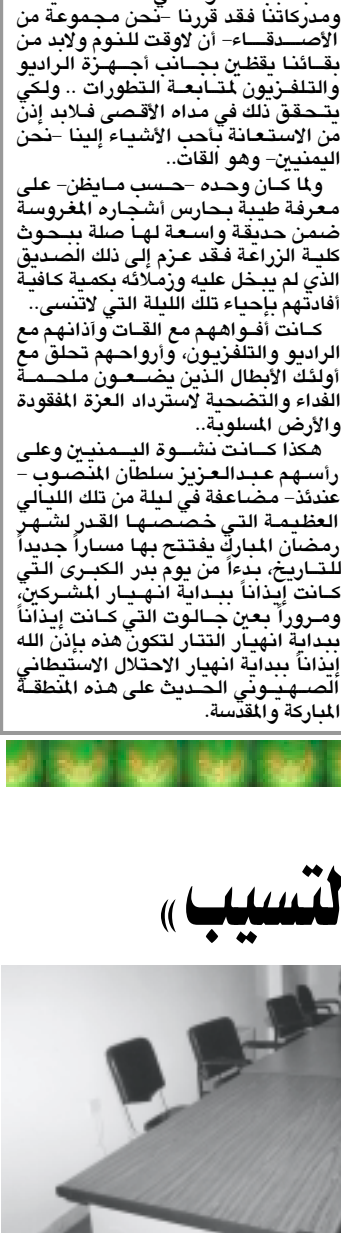 ومدركاتنا فقد قررنا –نحن مجموعة من
الأصدقاء– أن لاوقت للنوم ولابد من
بقائنا يقظين بجانب أجهزة الراديو
والتلفزيون لمتابعة التطورات .. ولكي
يتحقق ذلك في مداه الأقصى فلابد إذن
من الاستعانة بأحب الأشياء إلينا –نحن
اليمنيين– وهو القات..
ولما كان وحده –حسب مايظن– على
معرفة طيبة بحارس أشجاره المغروسة
ضمن حديقة واسعة لها صلة ببحوث
كلية الزراعة فقد عزم إلى ذلك الصديق
الذي لم يبخل عليه وزملائه بكمية كافية
أفادتهم بإحياء تلك الليلة التي لاتنسى..
كانت أفواههم مع القات وآذانهم مع
الراديو والتلفزيون، وأرواحهم تحلق مع
أولئك الأبطال الذين يضعون ملحمة
الفداء والتضحية لاسترداد العزة المفقودة
والأرض المسلوبة..
هكذا كانت نشوة اليمنيين وعلى
رأسهم عبدالعزيز سلطان المنصوب –
عندئذ– مضاعفة في ليلة من تلك الليالي
العظيمة التي خصصها القدر لشهر
رمضان المبارك يفتتح بها مساراً جديداً
للتاريخ، بدءاً من يوم بدر الكبرى التي
كانت إيذاناً ببداية انهيار المشركين،
ومروراً بعين جالوت التي كانت إيذاناً
ببداية انهيار التتار لتكون هذه بإذن الله
إيذاناً ببداية انهيار الاحتلال الاستيطاني
الصهيوني الحديث على هذه المنطقة
المباركة والمقدسة.
لتسيب»